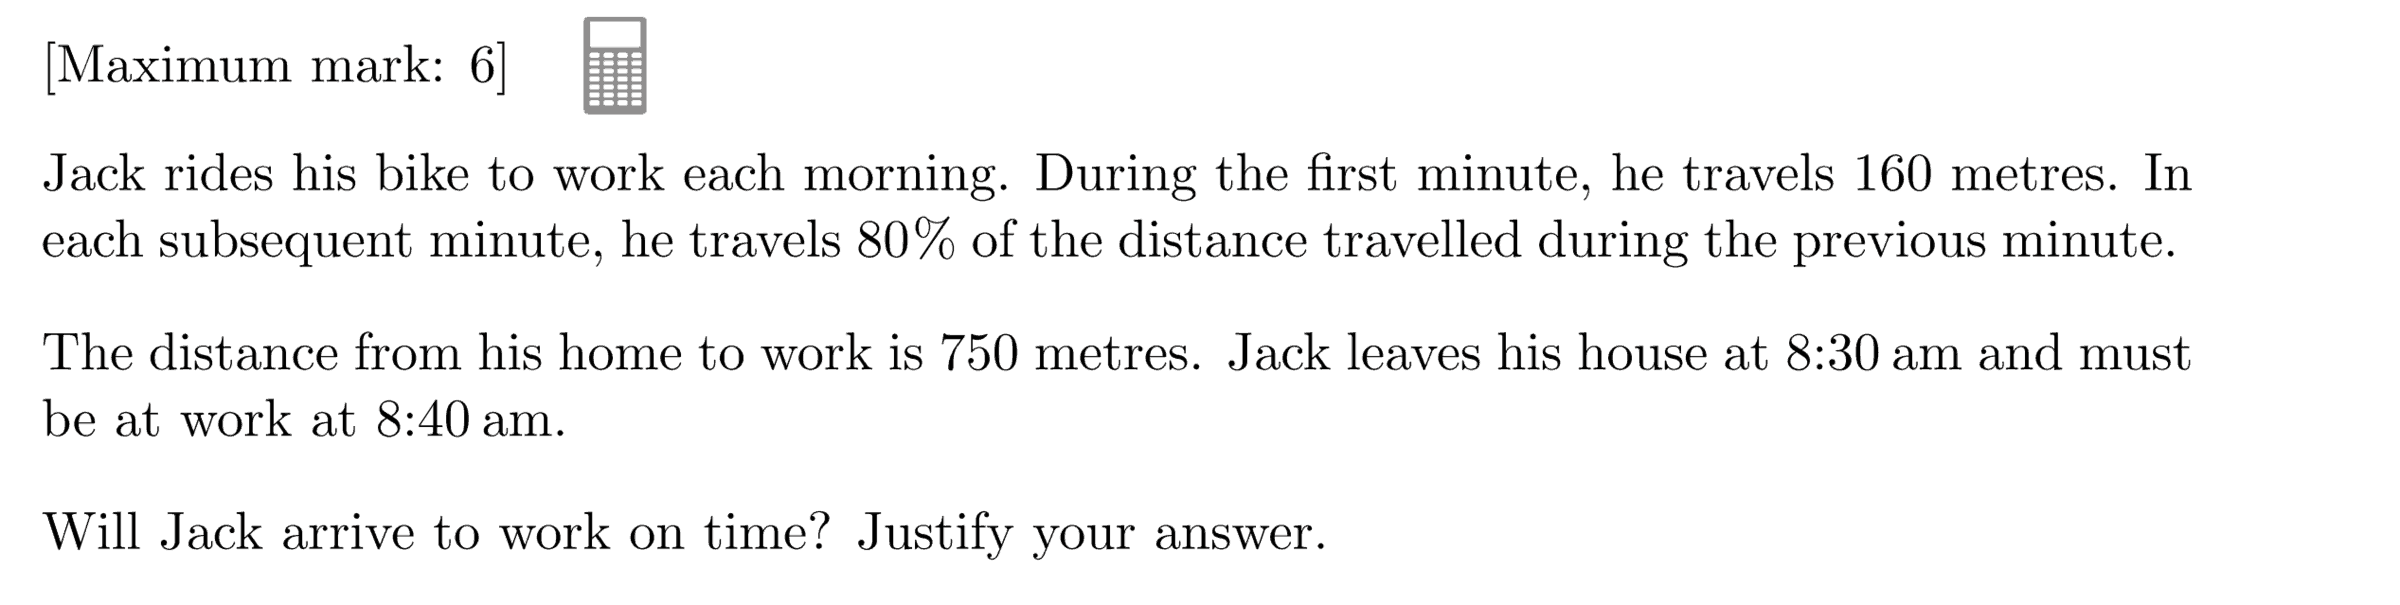 [Maximum mark: 6]
Jack rides his bike to work each morning. During the first minute, he travels 160 metres. In
each subsequent minute, he travels 80% of the distance travelled during the previous minute.
The distance from his home to work is 750 metres. Jack leaves his house at 8:30 am and must
be at work at 8:40 am.
Will Jack arrive to work on time? Justify your answer.